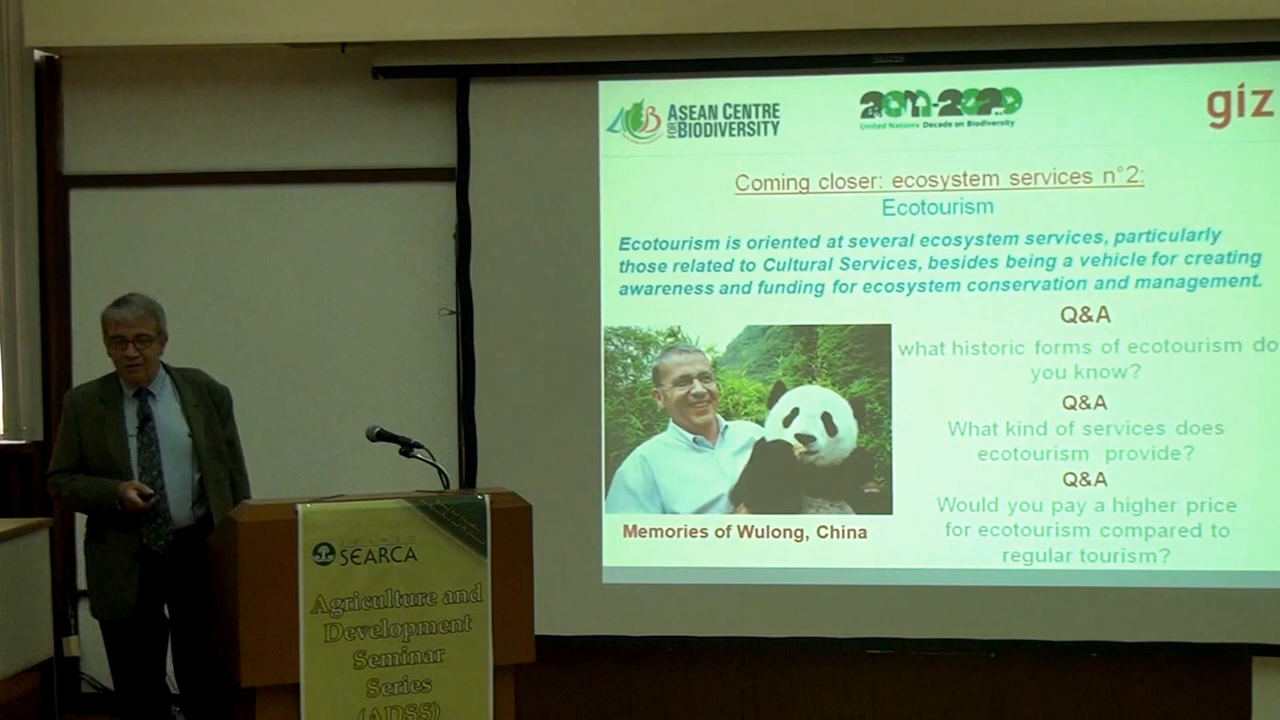 ASEAN CENTRE
FOR BIODIVERSITY
2011-2020
United Nations Decade on Biodiversity
giz
Coming closer: ecosystem services n°2:
Ecotourism
Ecotourism is oriented at several ecosystem services, particularly
those related to Cultural Services, besides being a vehicle for creating
awareness and funding for ecosystem conservation and management.
Q&A
what historic forms of ecotourism do
you know?
Q&A
What kind of services does
ecotourism provide?
Q&A
Would you pay a higher price
for ecotourism compared to
regular tourism?
Memories of Wulong, China
SEAMEO
SEARCA
Agriculture and
Development
Seminar
Series
(ADSS)